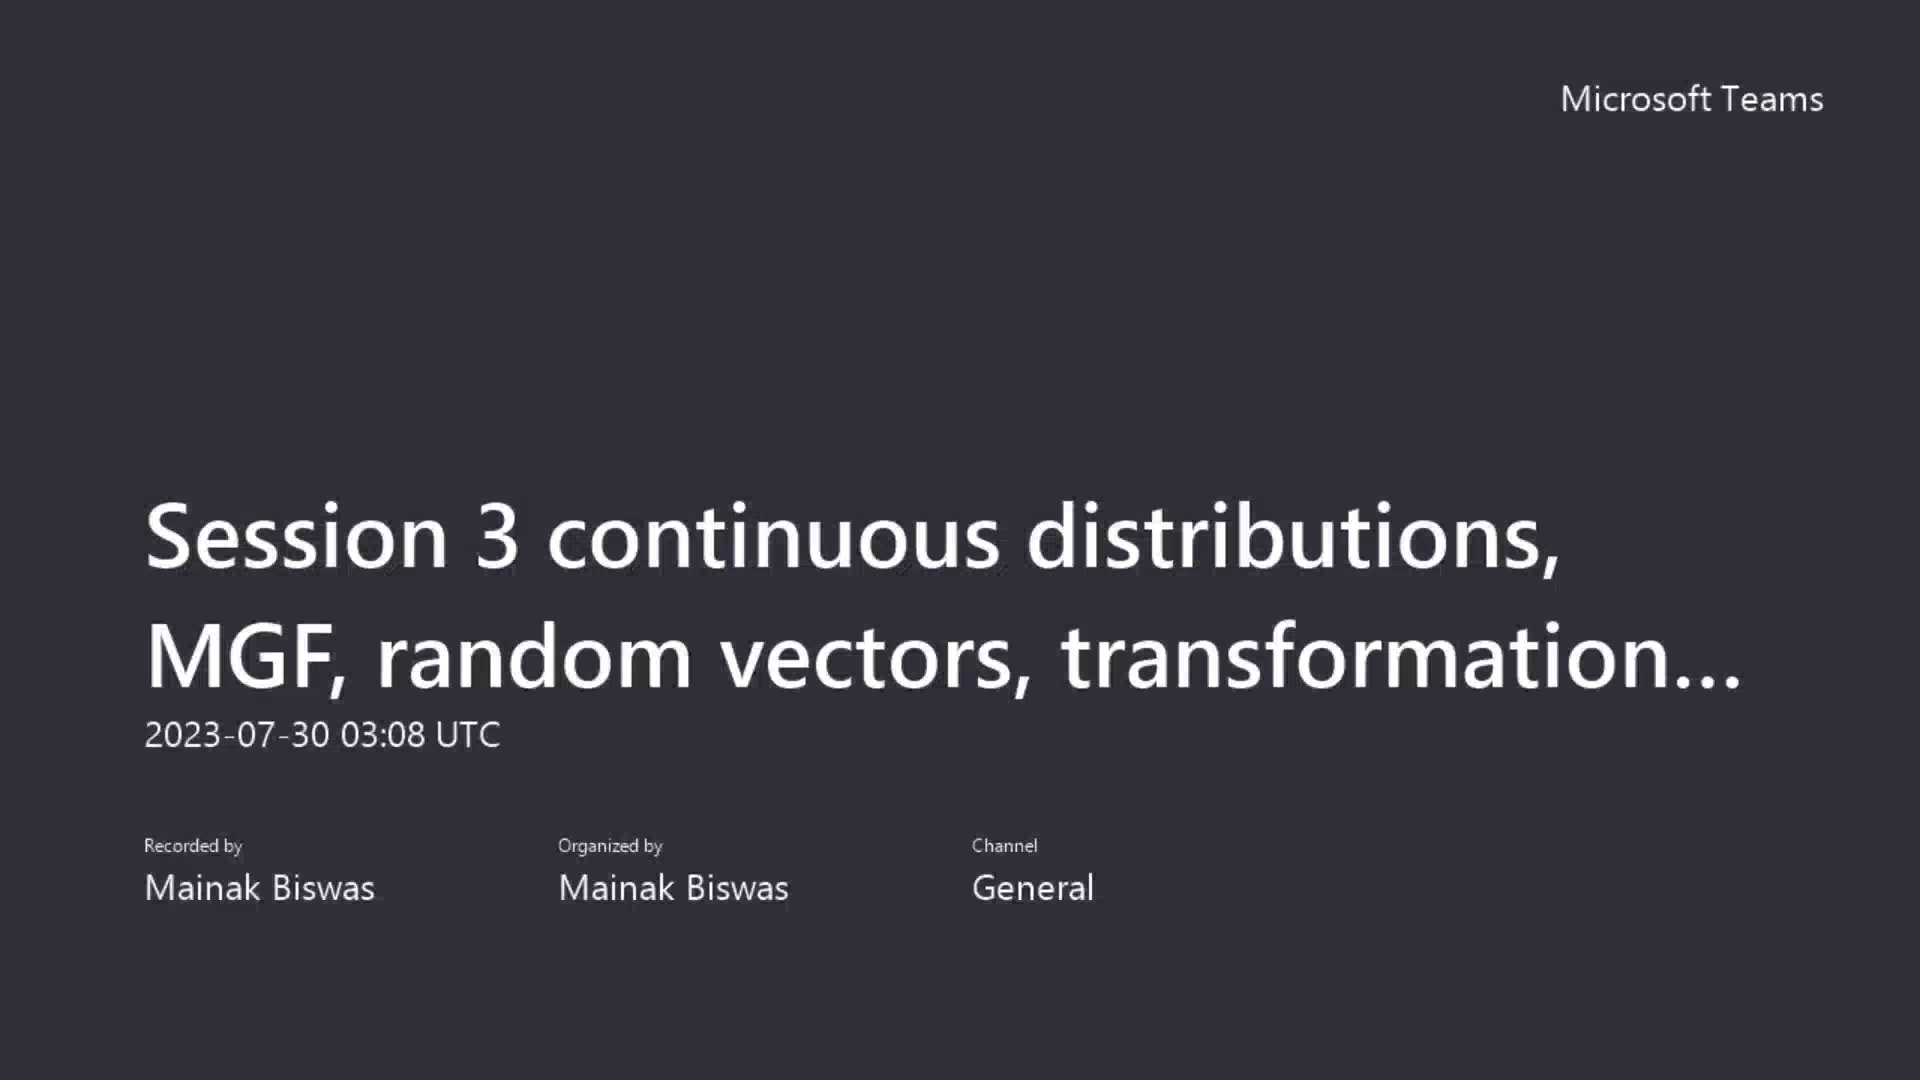 Microsoft Teams
Session 3 continuous distributions,
MGF, random vectors, transformation...
2023-07-30 03:08 UTC
Recorded by
Mainak Biswas
Organized by
Mainak Biswas
Channel
General